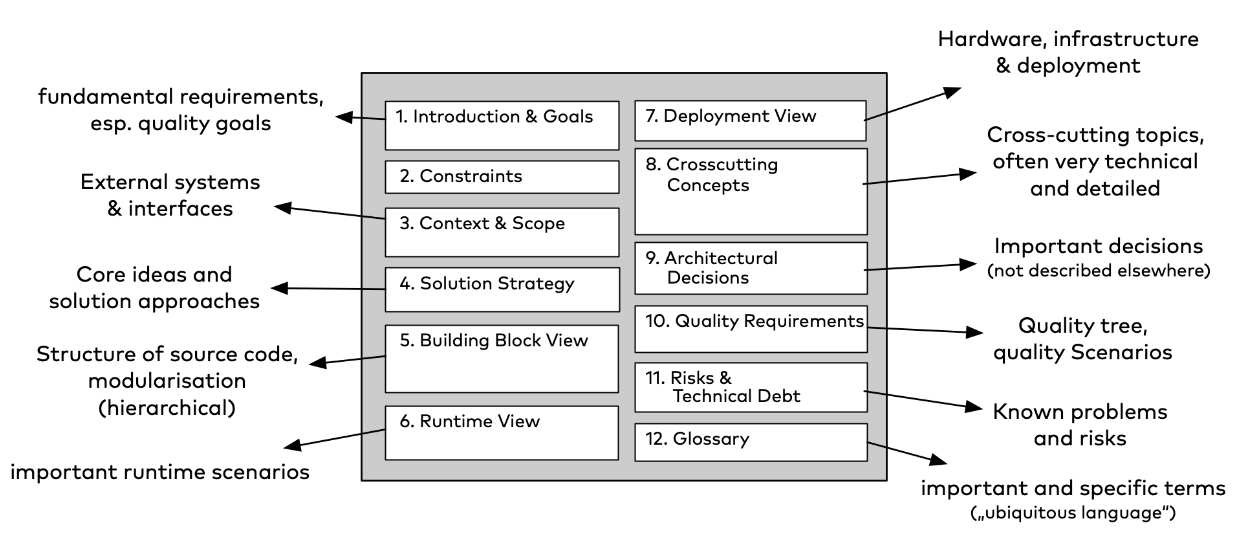 Hardware, infrastructure
& deployment
fundamental requirements,
esp. quality goals
1. Introduction & Goals
7. Deployment View
Cross-cutting topics,
often very technical
and detailed
8. Crosscutting
Concepts
External systems
& interfaces
2. Constraints
3. Context & Scope
9. Architectural
Decisions
Important decisions
(not described elsewhere)
Core ideas and
solution approaches
4. Solution Strategy
10. Quality Requirements
Quality tree,
quality Scenarios
Structure of source code,
modularisation
(hierarchical)
5. Building Block View
11. Risks &
Technical Debt
Known problems
and risks
6. Runtime View
12. Glossary
important runtime scenarios
important and specific terms
(„ubiquitous language“)